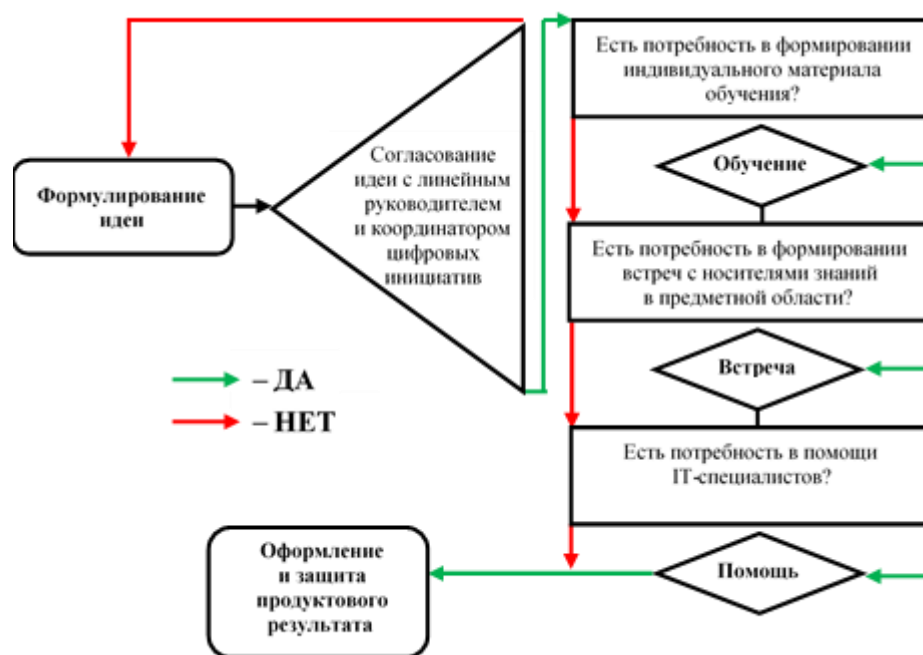 Формулирование
идеи
Согласование
идеи с линейным
руководителем
и координатором
цифровых
инициатив
– ДА
– НЕТ
Есть потребность в формировании
индивидуального материала
обучения?
Обучение
Есть потребность в формировании
встреч с носителями знаний
в предметной области?
Встреча
Есть потребность в помощи
IT-специалистов?
Помощь
Оформление
и защита
продуктового
результата